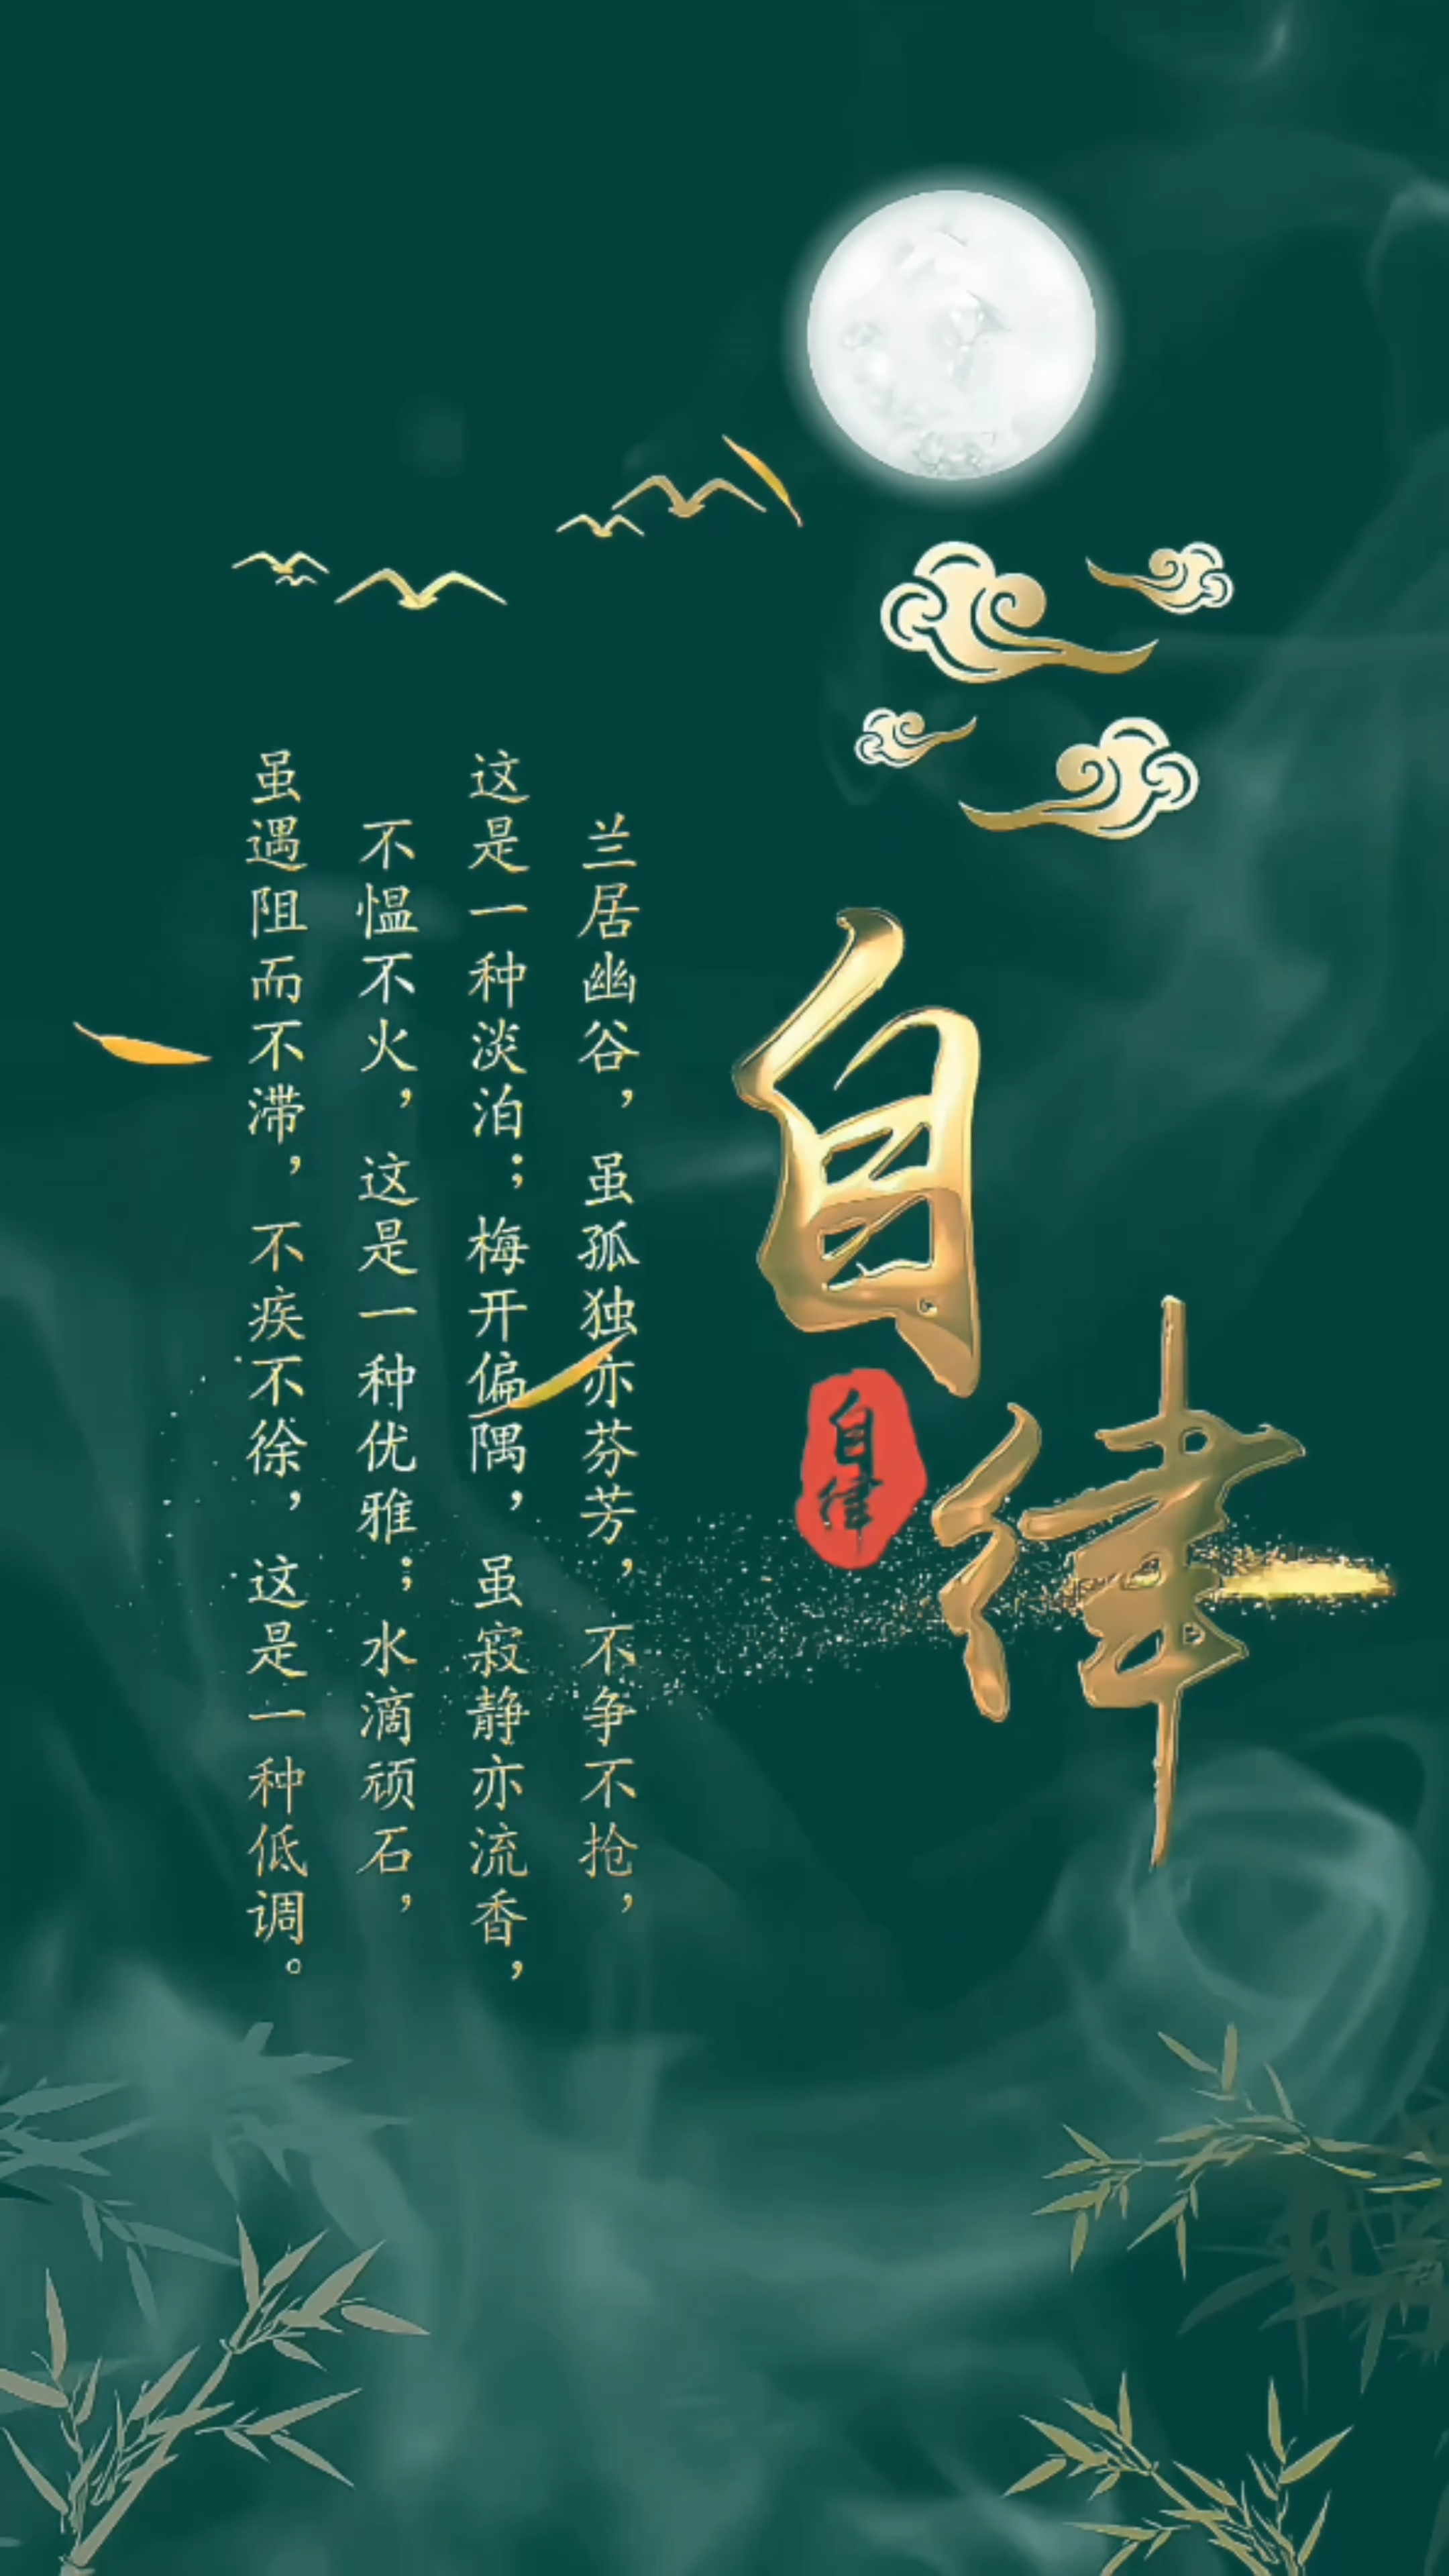 自律
自律
兰居幽谷，虽孤独亦芬芳，不争不抢，
这是一种淡泊；梅开偏隅，虽寂静亦流香，
不愠不火，这是一种优雅；水滴顽石，
虽遇阻而不滞，不疾不徐，这是一种低调。